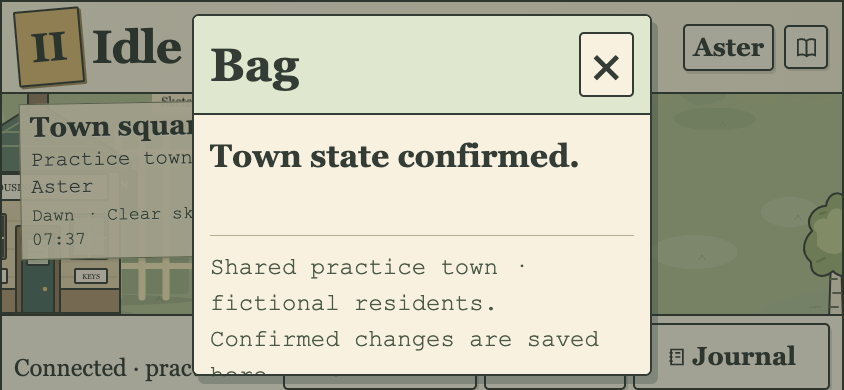 II Idle
Aster
Bag
×
Town squar
Practice town
Aster
Dawn · Clear sk
07:37
KEYS
Town state confirmed.
Shared practice town ·
fictional residents.
Confirmed changes are saved
Connected · prac
Journal